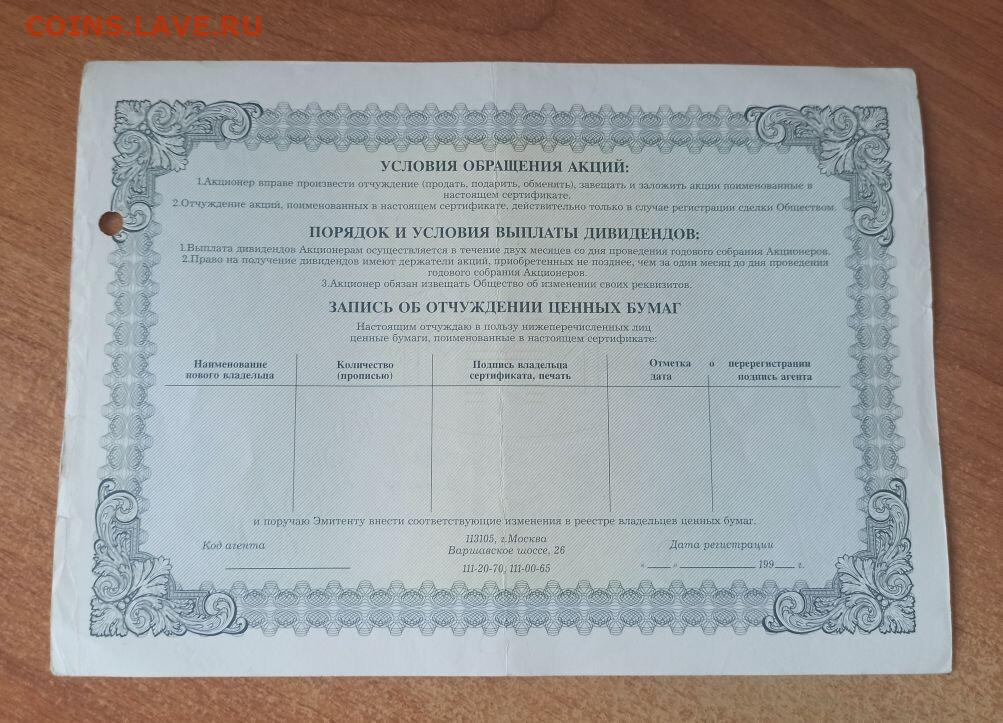 COINS.LAVE.RU
УСЛОВИЯ ОБРАЩЕНИЯ АКЦИЙ:
1.Акционер вправе произвести отчуждение (продать, подарить, обменять), завещать и заложить акции поименованные в
настоящем сертификате.
2.Отчуждение акций, поименованных в настоящем сертификате, действительно только в случае регистрации сделки Обществом.
ПОРЯДОК И УСЛОВИЯ ВЫПЛАТЫ ДИВИДЕНДОВ:
1.Выплата дивидендов Акционерам осуществляется в течение двух месяцев со дня проведения годового собрания Акционеров.
2.Право на получение дивидендов имеют держатели акций, приобретенных не позднее, чем за один месяц до дня проведения
годового собрания Акционеров.
3.Акционер обязан извещать Общество об изменении своих реквизитов.
ЗАПИСЬ ОБ ОТЧУЖДЕНИИ ЦЕННЫХ БУМАГ
Настоящим отчуждаю в пользу нижеперечисленных лиц
ценные бумаги, поименованные в настоящем сертификате:
Наименование нового владельца
Количество (прописью)
Подпись владельца сертификата, печать
Отметка о перерегистрации
дата подпись агента
и поручаю Эмитенту внести соответствующие изменения в реестре владельцев ценных бумаг.
Код агента
113105, г.Москва
Варшавское шоссе, 26
111-20-70, 111-00-65
Дата регистрации
"___" ____________ 199___ г.